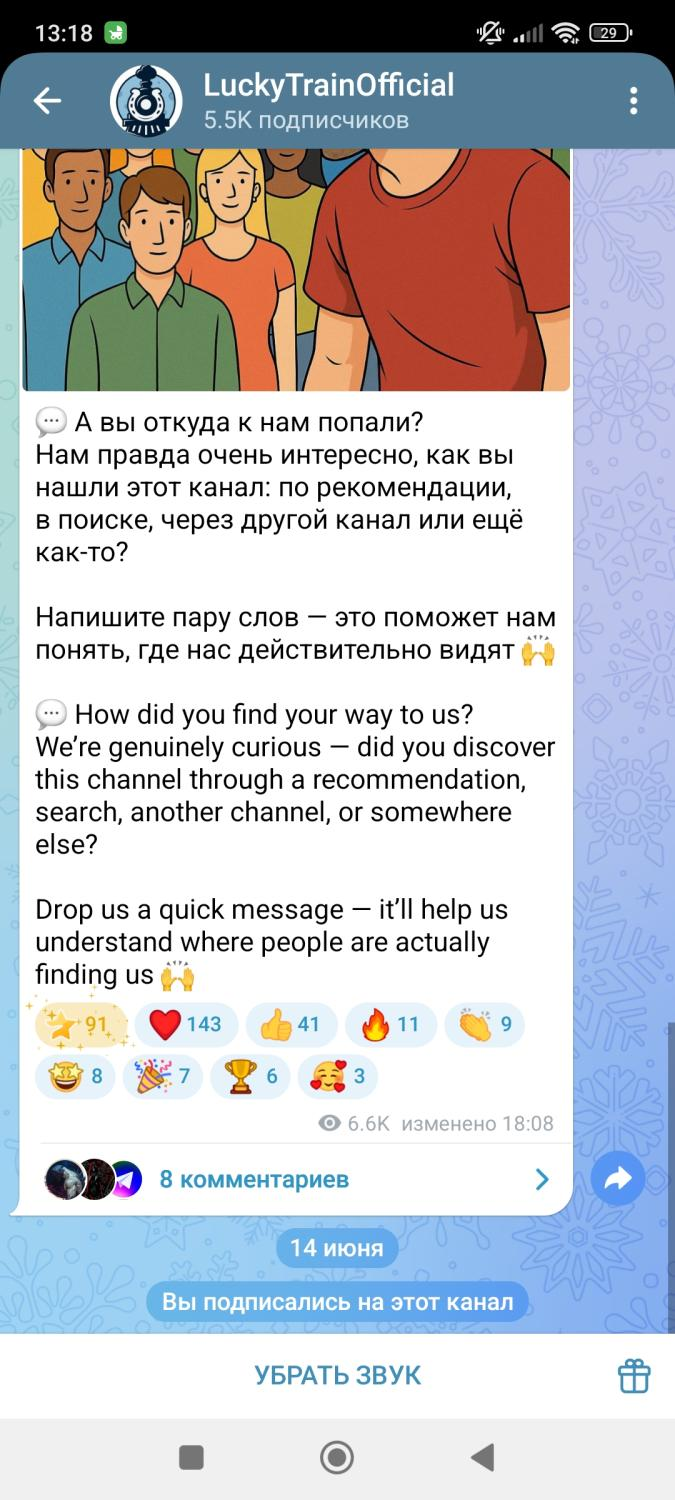 13:18
29
LuckyTrainOfficial
5.5K подписчиков
А вы откуда к нам попали?
Нам правда очень интересно, как вы
нашли этот канал: по рекомендации,
в поиске, через другой канал или ещё
как-то?
Напишите пару слов — это поможет нам
понять, где нас действительно видят 🙌
💬 How did you find your way to us?
We’re genuinely curious — did you discover
this channel through a recommendation,
search, another channel, or somewhere
else?
Drop us a quick message — it’ll help us
understand where people are actually
finding us 🙌
91 143 41 11 9
8 7 6 3
6.6K изменено 18:08
8 комментариев
14 июня
Вы подписались на этот канал
УБРАТЬ ЗВУК